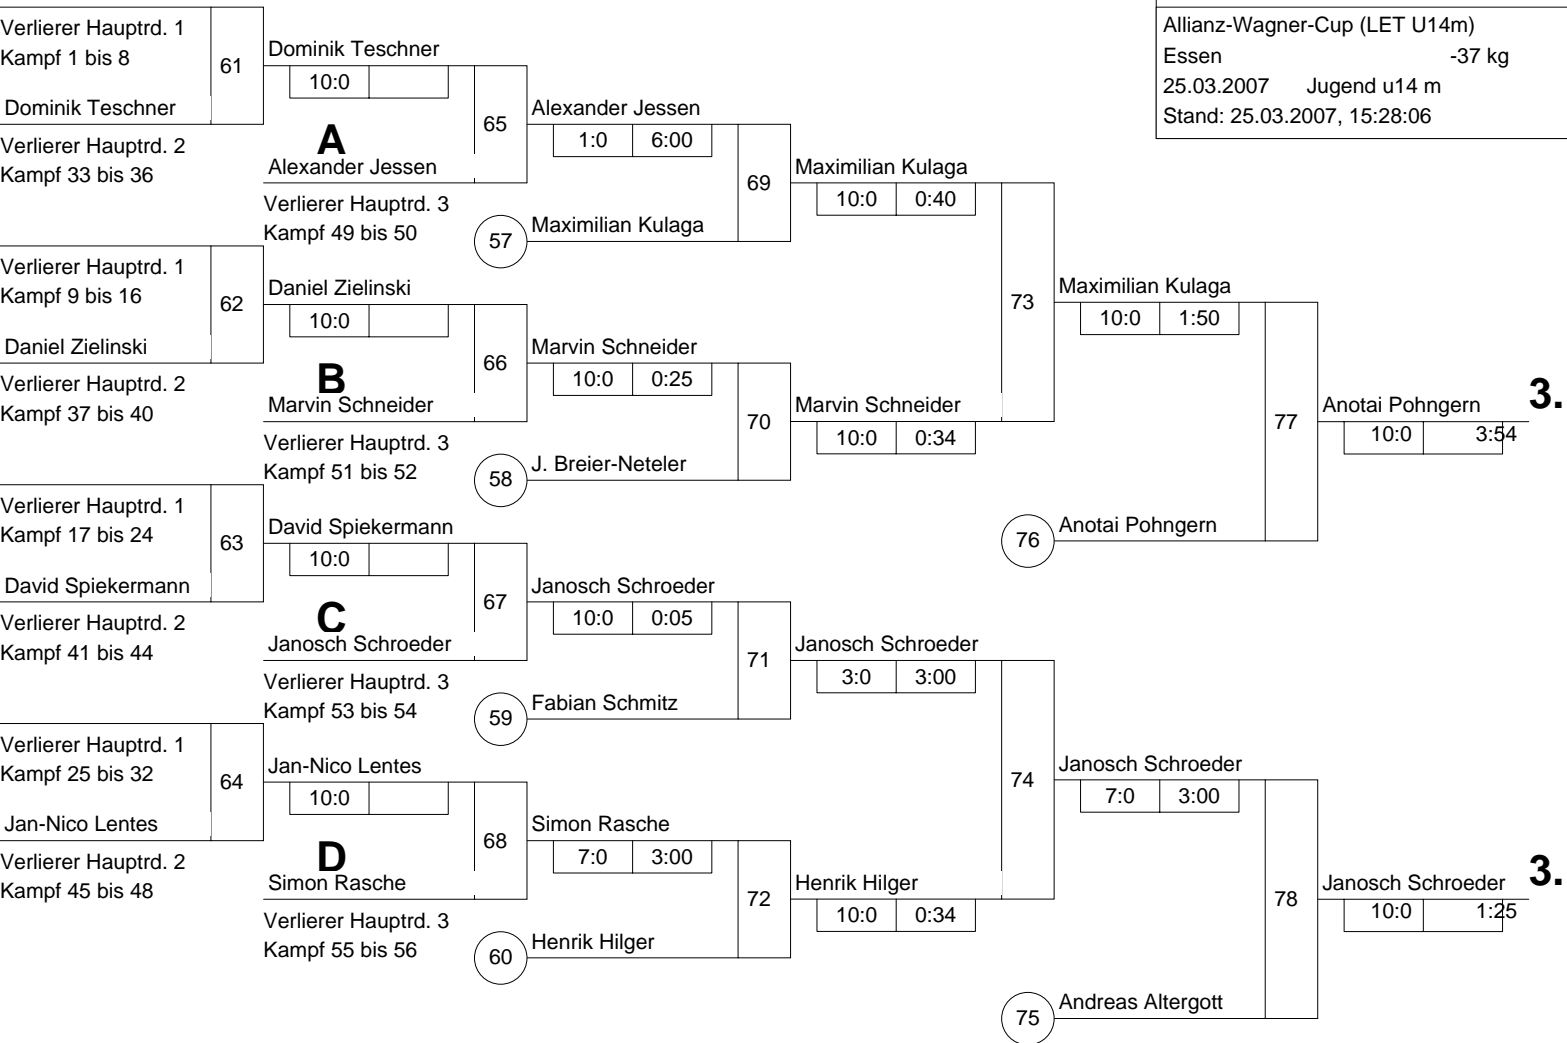 Allianz-Wagner-Cup (LET U14m)
Essen -37 kg
25.03.2007 Jugend u14 m
Stand: 25.03.2007, 15:28:06
Verlierer Hauptrd. 1
Kampf 1 bis 8
61
Dominik Teschner
Verlierer Hauptrd. 2
Kampf 33 bis 36
Dominik Teschner
10:0
A
Alexander Jessen
Verlierer Hauptrd. 3
Kampf 49 bis 50
65
Alexander Jessen
1:0 6:00
57
Maximilian Kulaga
69
Maximilian Kulaga
10:0 0:40
Verlierer Hauptrd. 1
Kampf 9 bis 16
62
Daniel Zielinski
Verlierer Hauptrd. 2
Kampf 37 bis 40
Daniel Zielinski
10:0
B
Marvin Schneider
Verlierer Hauptrd. 3
Kampf 51 bis 52
66
Marvin Schneider
10:0 0:25
58
J. Breier-Neteler
70
Marvin Schneider
10:0 0:34
73
Maximilian Kulaga
10:0 1:50
76
Anotai Pohngern
77
Anotai Pohngern
10:0 3:54
3.
Verlierer Hauptrd. 1
Kampf 17 bis 24
63
David Spiekermann
Verlierer Hauptrd. 2
Kampf 41 bis 44
David Spiekermann
10:0
C
Janosch Schroeder
Verlierer Hauptrd. 3
Kampf 53 bis 54
67
Janosch Schroeder
10:0 0:05
59
Fabian Schmitz
71
Janosch Schroeder
3:0 3:00
Verlierer Hauptrd. 1
Kampf 25 bis 32
64
Jan-Nico Lentes
Verlierer Hauptrd. 2
Kampf 45 bis 48
Jan-Nico Lentes
10:0
D
Simon Rasche
Verlierer Hauptrd. 3
Kampf 55 bis 56
68
Simon Rasche
7:0 3:00
60
Henrik Hilger
72
Henrik Hilger
10:0 0:34
74
Janosch Schroeder
7:0 3:00
75
Andreas Altergott
78
Janosch Schroeder
10:0 1:25
3.